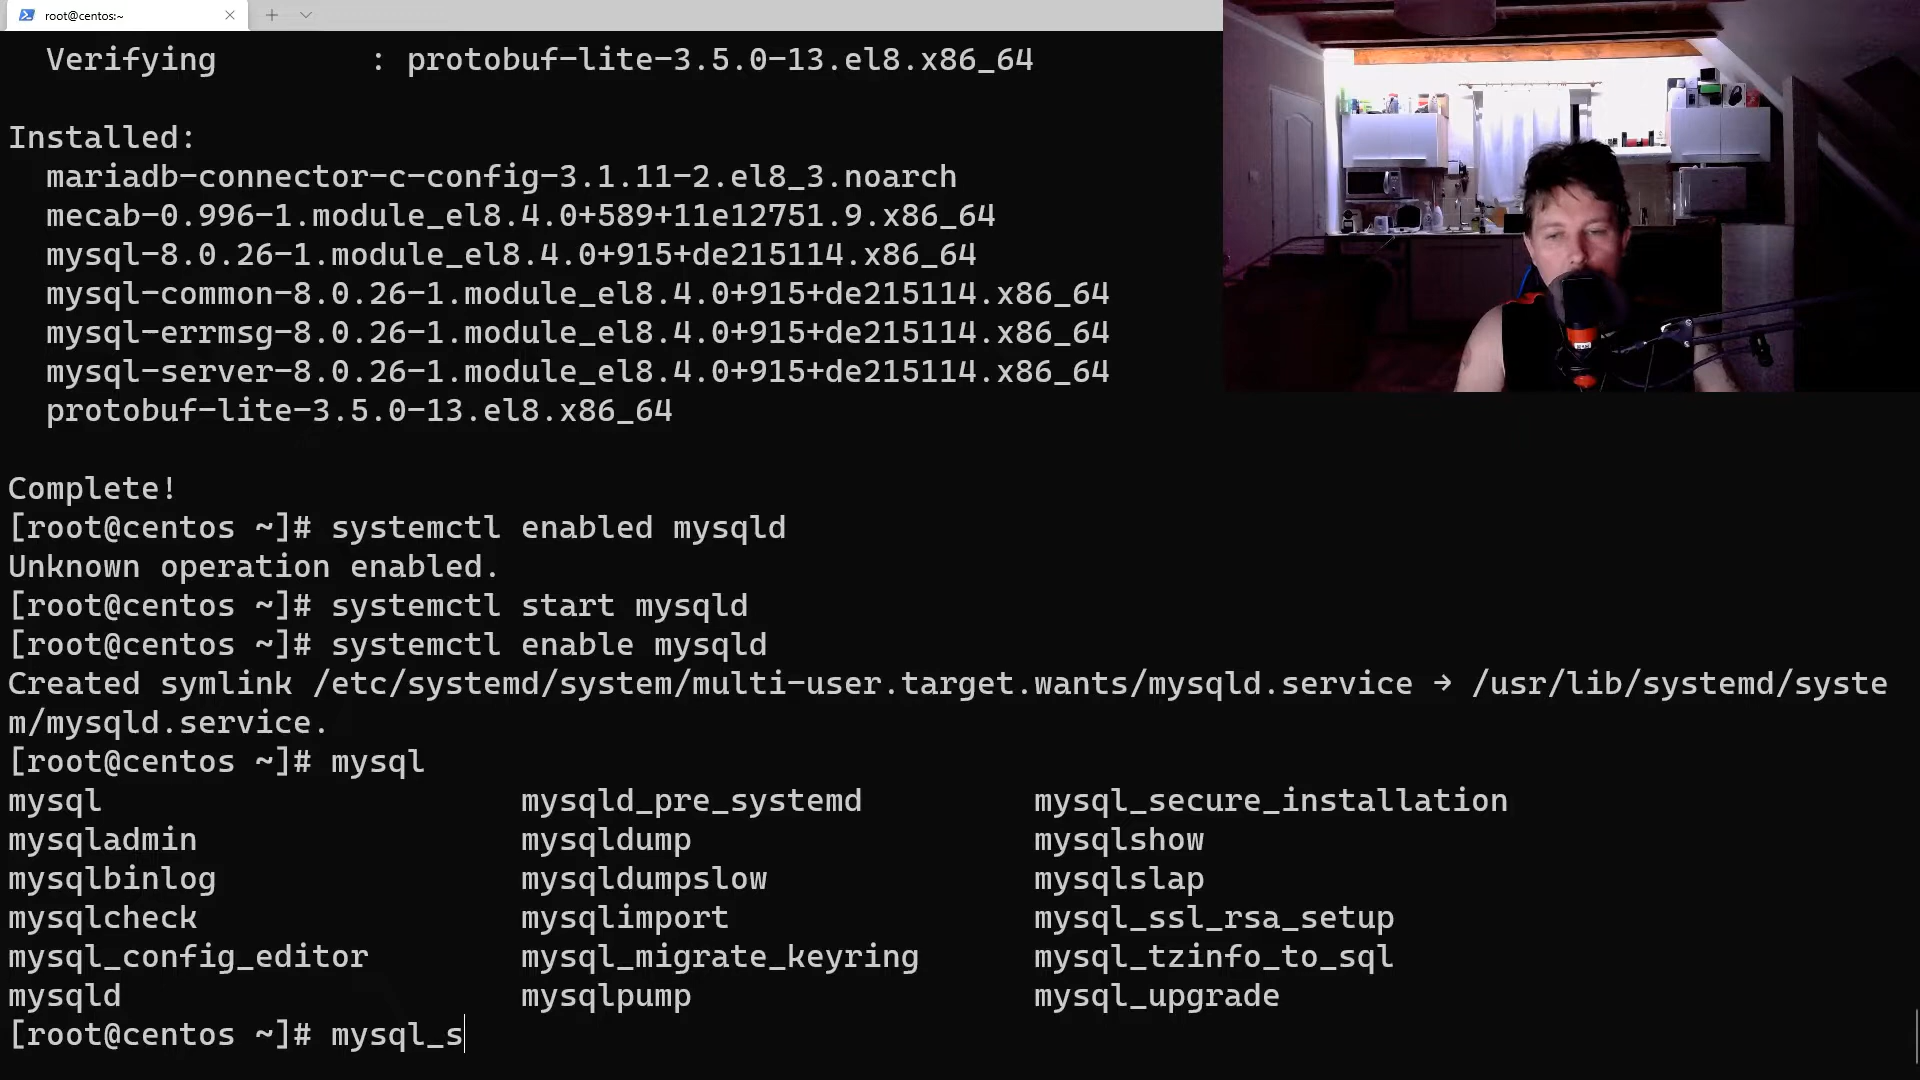 root@centos:~
Verifying : protobuf-lite-3.5.0-13.el8.x86_64
Installed:
mariadb-connector-c-config-3.1.11-2.el8_3.noarch
mecab-0.996-1.module_el8.4.0+589+11e12751.9.x86_64
mysql-8.0.26-1.module_el8.4.0+915+de215114.x86_64
mysql-common-8.0.26-1.module_el8.4.0+915+de215114.x86_64
mysql-errmsg-8.0.26-1.module_el8.4.0+915+de215114.x86_64
mysql-server-8.0.26-1.module_el8.4.0+915+de215114.x86_64
protobuf-lite-3.5.0-13.el8.x86_64
Complete!
[root@centos ~]# systemctl enabled mysqld
Unknown operation enabled.
[root@centos ~]# systemctl start mysqld
[root@centos ~]# systemctl enable mysqld
Created symlink /etc/systemd/system/multi-user.target.wants/mysqld.service → /usr/lib/systemd/syste
m/mysqld.service.
[root@centos ~]# mysql
mysql mysqld_pre_systemd mysql_secure_installation
mysqladmin mysqldump mysqlshow
mysqlbinlog mysqldumpslow mysqlslap
mysqlcheck mysqlimport mysql_ssl_rsa_setup
mysql_config_editor mysql_migrate_keyring mysql_tzinfo_to_sql
mysqld mysqlpump mysql_upgrade
[root@centos ~]# mysql_s